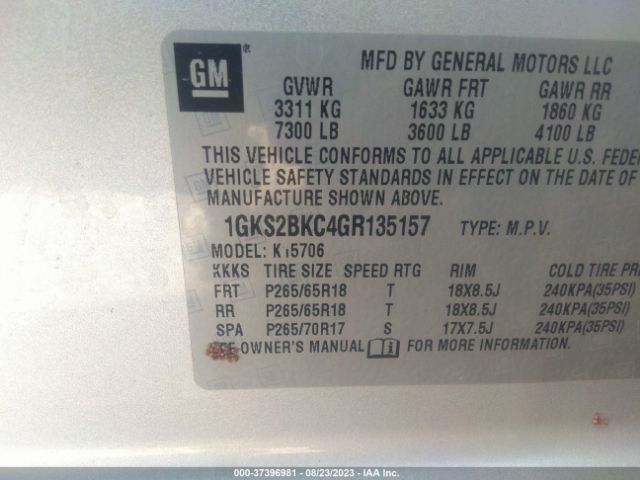 GM ®
MFD BY GENERAL MOTORS LLC
GVWR GAWR FRT GAWR RR
3311 KG 1633 KG 1860 KG
7300 LB 3600 LB 4100 LB
THIS VEHICLE CONFORMS TO ALL APPLICABLE U.S. FEDE
VEHICLE SAFETY STANDARDS IN EFFECT ON THE DATE OF
MANUFACTURE SHOWN ABOVE.
1GKS2BKC4GR135157 TYPE: M.P.V.
MODEL: K15706
KKKS TIRE SIZE SPEED RTG RIM COLD TIRE PR
FRT P265/65R18 T 18X8.5J 240KPA(35PSI)
RR P265/65R18 T 18X8.5J 240KPA(35PSI)
SPA P265/70R17 S 17X7.5J 240KPA(35PSI)
OWNER'S MANUAL FOR MORE INFORMATION.
000-37396981 - 08/23/2023 - IAA Inc.